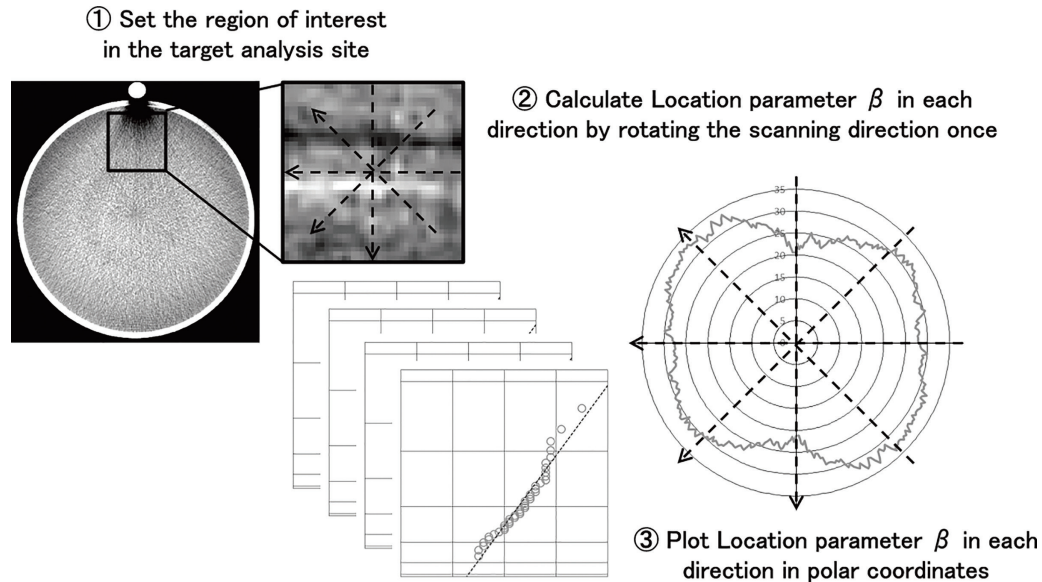 ① Set the region of interest
in the target analysis site
② Calculate Location parameter β in each
direction by rotating the scanning direction once
35
30
25
20
15
10
5
0
③ Plot Location parameter β in each
direction in polar coordinates